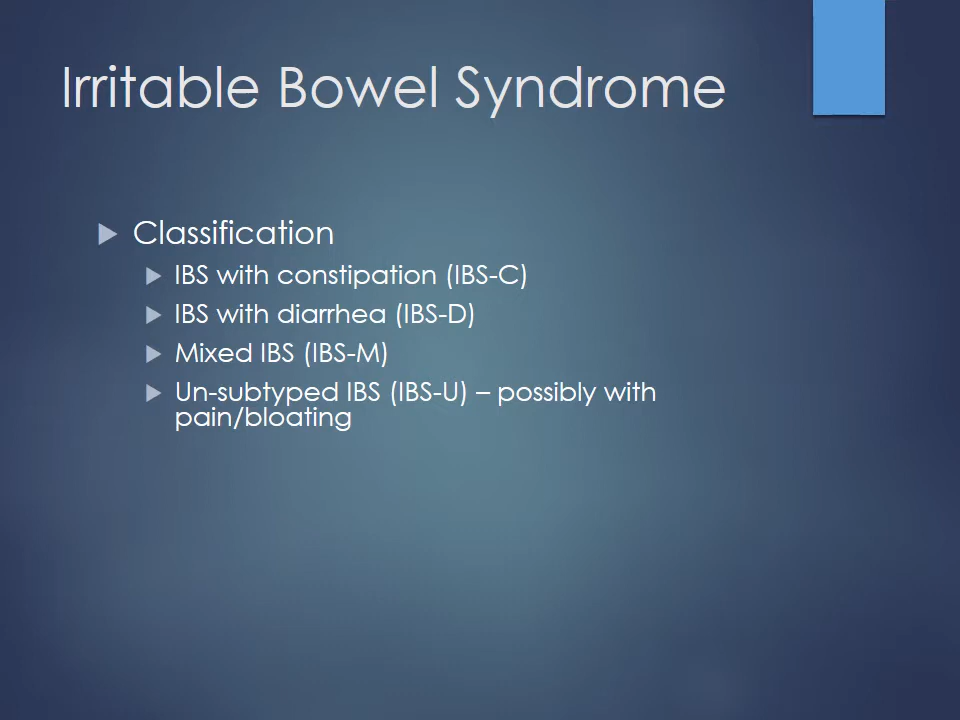 Irritable Bowel Syndrome
Classification
IBS with constipation (IBS-C)
IBS with diarrhea (IBS-D)
Mixed IBS (IBS-M)
Un-subtyped IBS (IBS-U) – possibly with
pain/bloating